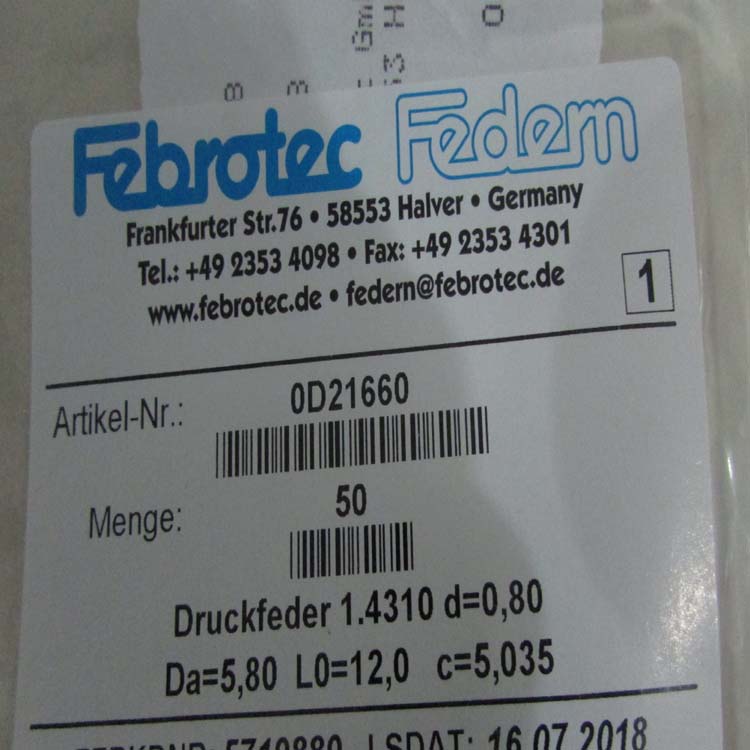 Febrotec Federn
Frankfurter Str.76 • 58553 Halver • Germany
Tel.: +49 2353 4098 • Fax: +49 2353 4301
www.febrotec.de • federn@febrotec.de
1
Artikel-Nr.: 0D21660
Menge: 50
Druckfeder 1.4310 d=0,80
Da=5,80 L0=12,0 c=5,035
LSDAT: 16.07.2018